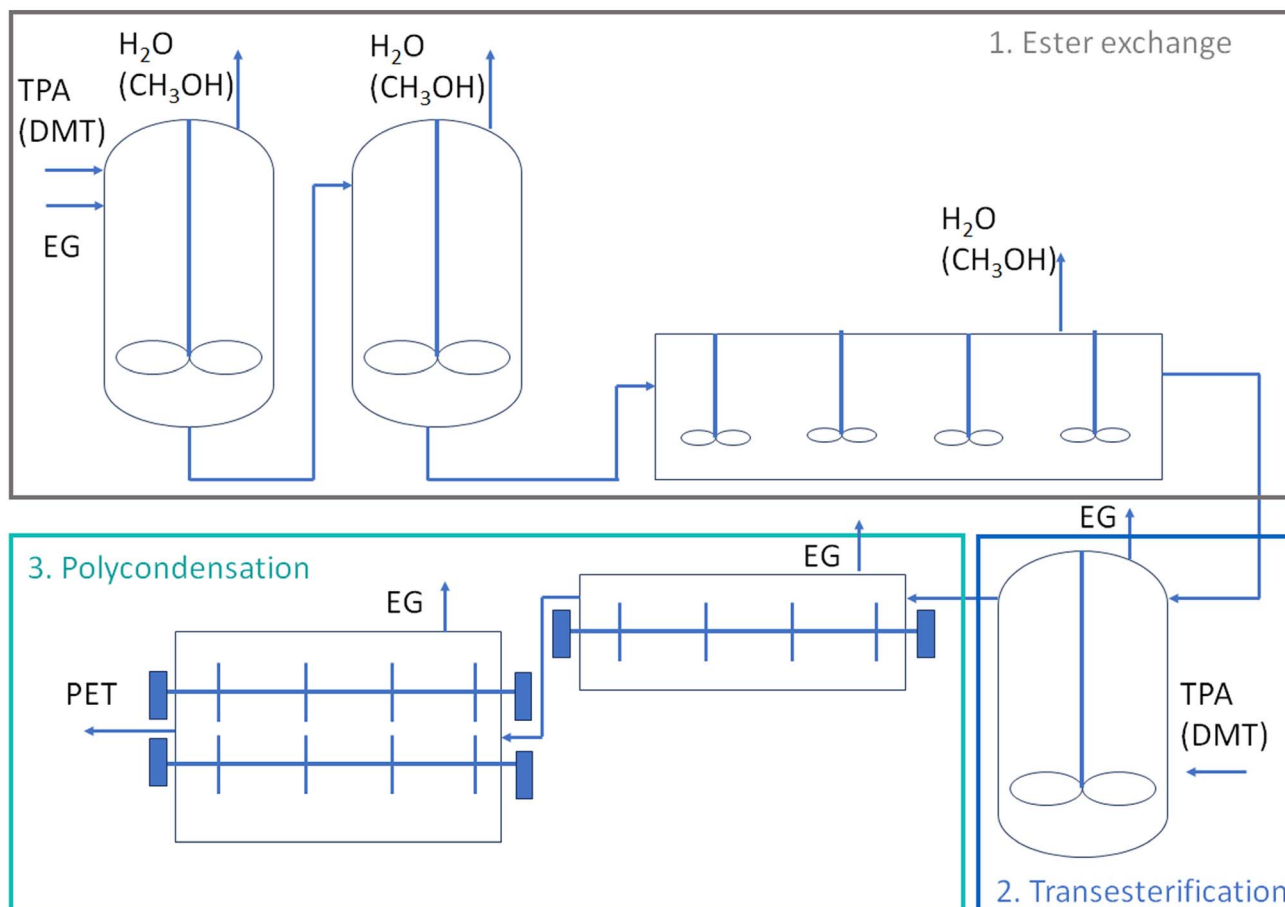 1. Ester exchange
H₂O
(CH₃OH)
H₂O
(CH₃OH)
TPA
(DMT)
EG
H₂O
(CH₃OH)
EG
3. Polycondensation
EG
EG
PET
TPA
(DMT)
2. Transesterification